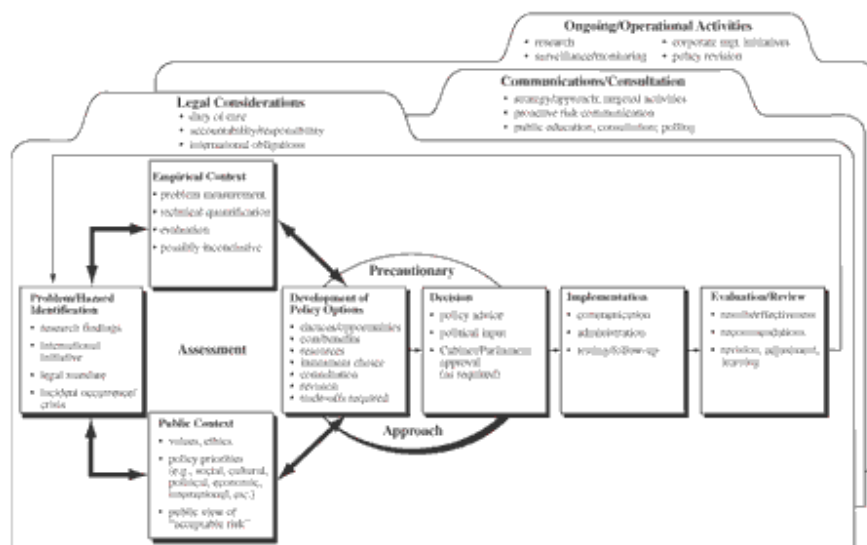 Ongoing/Operational Activities
• research
• surveillance/monitoring
• corporate mgt. initiatives
• policy revision
Communications/Consultation
• strategy/approach; targeted activities
• proactive risk communication
• public education, consultation; polling
Legal Considerations
• duty of care
• accountability/responsibility
• international obligations
Empirical Context
• problem measurement
• technical quantification
• evaluation
• possibly inconclusive
Problem/Hazard
Identification
• research findings
• international
initiative
• legal mandate
• incident occurrence/
crisis
Assessment
Public Context
• values, ethics
• policy priorities
(e.g., social, cultural,
political, economic,
international, etc.)
• public view of
"acceptable risk"
Precautionary
Approach
Development of
Policy Options
• choices/opportunities
• costs/benefits
• resources
• instrument choice
• consultation
• revision
• trade-offs required
Decision
• policy advice
• political input
• Cabinet/Parliament
approval
(as required)
Implementation
• communication
• administration
• testing/follow-up
Evaluation/Review
• results/effectiveness
• recommendations
• revision, adjustment,
learning